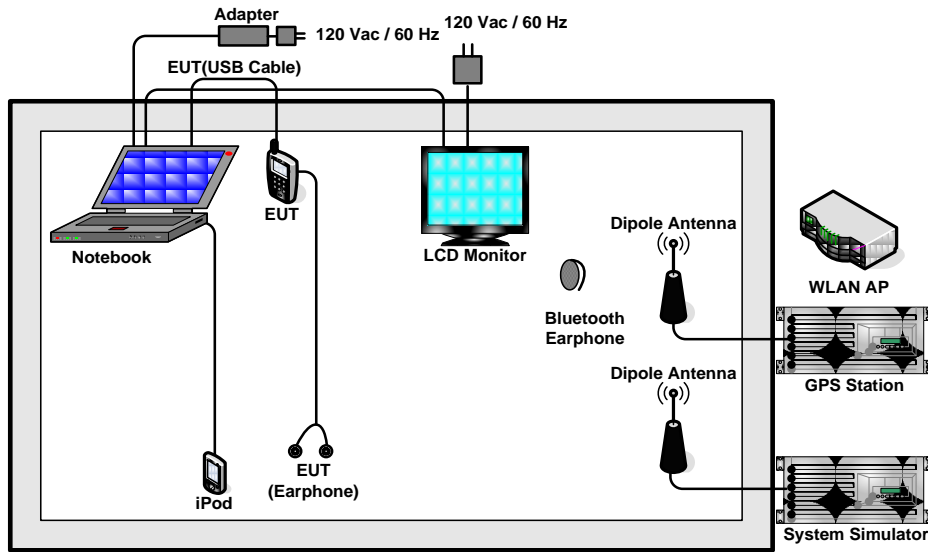 Adapter
120 Vac / 60 Hz
120 Vac / 60 Hz
EUT(USB Cable)
EUT
Notebook
LCD Monitor
Dipole Antenna
WLAN AP
Bluetooth
Earphone
GPS Station
Dipole Antenna
EUT
(Earphone)
iPod
System Simulator